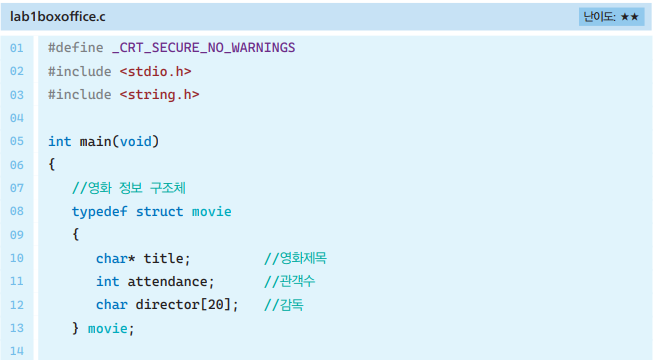 lab1boxoffice.c 난이도: ★★
01 #define _CRT_SECURE_NO_WARNINGS
02 #include <stdio.h>
03 #include <string.h>
04
05 int main(void)
06 {
07 //영화 정보 구조체
08 typedef struct movie
09 {
10 char* title; //영화제목
11 int attendance; //관객수
12 char director[20]; //감독
13 } movie;
14